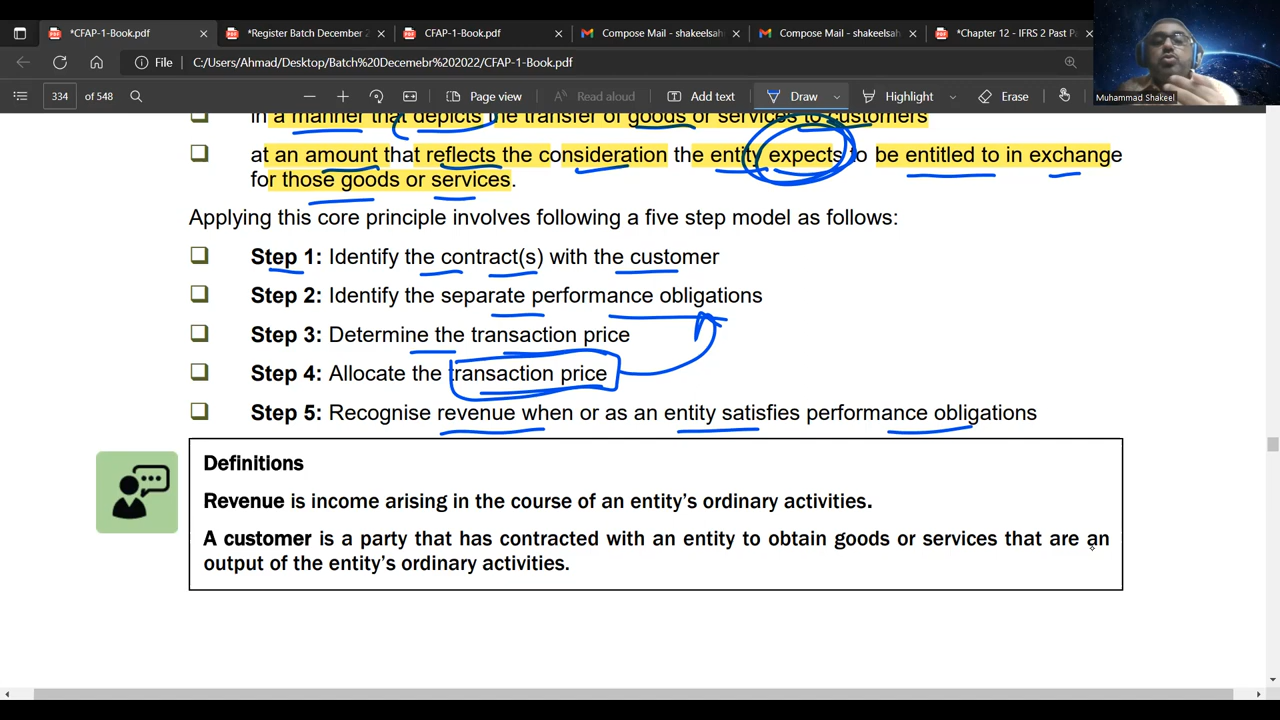 *CFAP-1-Book.pdf
*Register Batch December 2
CFAP-1-Book.pdf
Compose Mail - shakeelsah
Compose Mail - shakeelsah
*Chapter 12 - IFRS 2 Past Pa
File
C:/Users/Ahmad/Desktop/Batch%20Decemebr%202022/CFAP-1-Book.pdf
334 of 548
Page view
Read aloud
Add text
Draw
Highlight
Erase
Muhammad Shakeel
In a manner that depicts the transfer of goods or services to customers
at an amount that reflects the consideration the entity expects to be entitled to in exchange
for those goods or services.
Applying this core principle involves following a five step model as follows:
Step 1: Identify the contract(s) with the customer
Step 2: Identify the separate performance obligations
Step 3: Determine the transaction price
Step 4: Allocate the transaction price
Step 5: Recognise revenue when or as an entity satisfies performance obligations
Definitions
Revenue is income arising in the course of an entity's ordinary activities.
A customer is a party that has contracted with an entity to obtain goods or services that are an
output of the entity's ordinary activities.